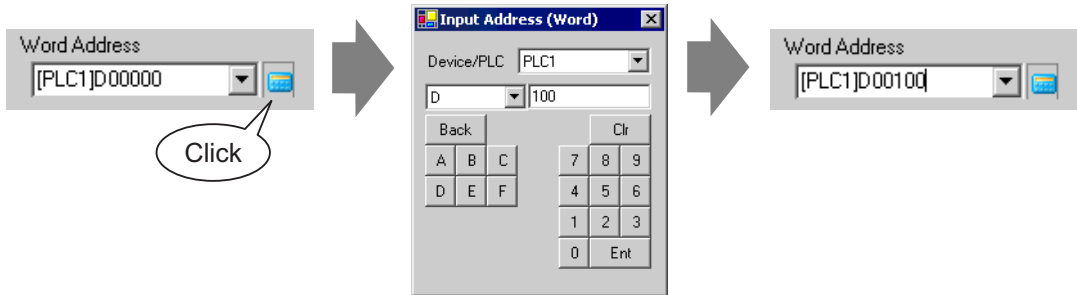 Word Address
[PLC1]D00000
Click
Input Address (Word)
Device/PLC PLC1
D 100
Back Clr
A B C 7 8 9
D E F 4 5 6
1 2 3
0 Ent
Word Address
[PLC1]D00100